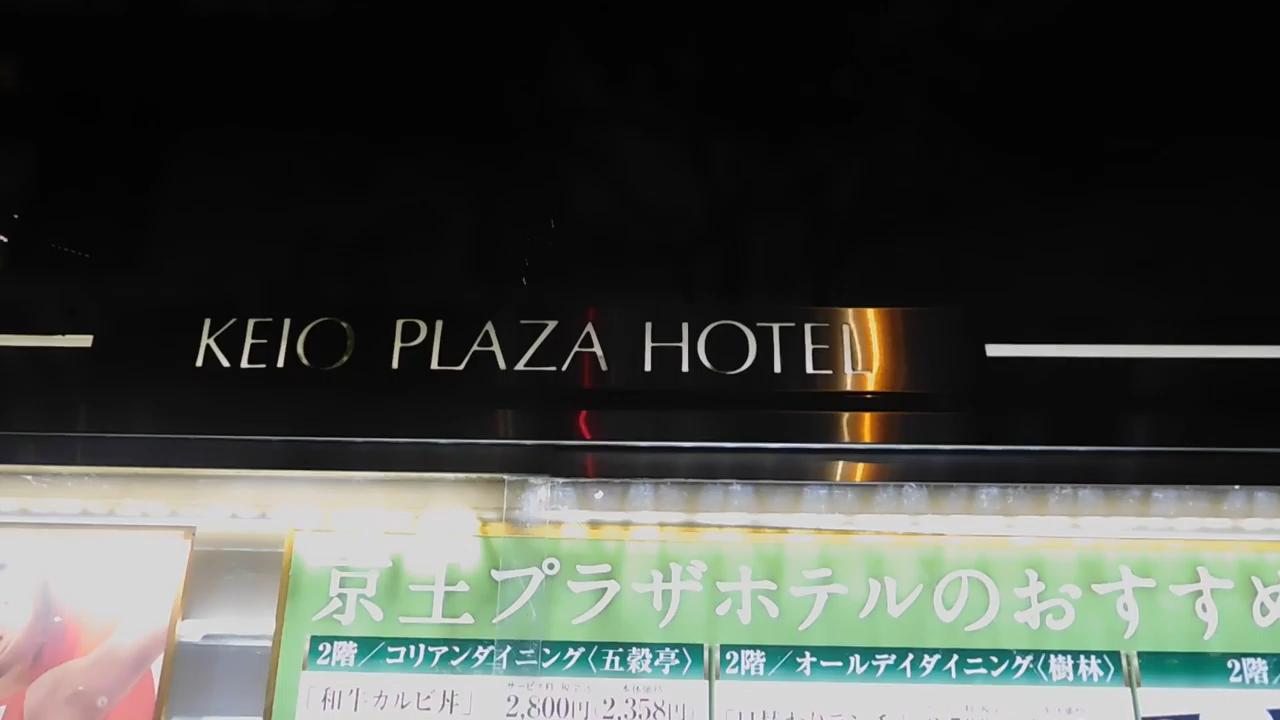 KEIO PLAZA HOTEL
京王プラザホテルのおすすめ
2階／コリアンダイニング〈五穀亭〉
2階／オールデイダイニング〈樹林〉
2階／
「和牛カルビ丼」
2,800円(2,358円)